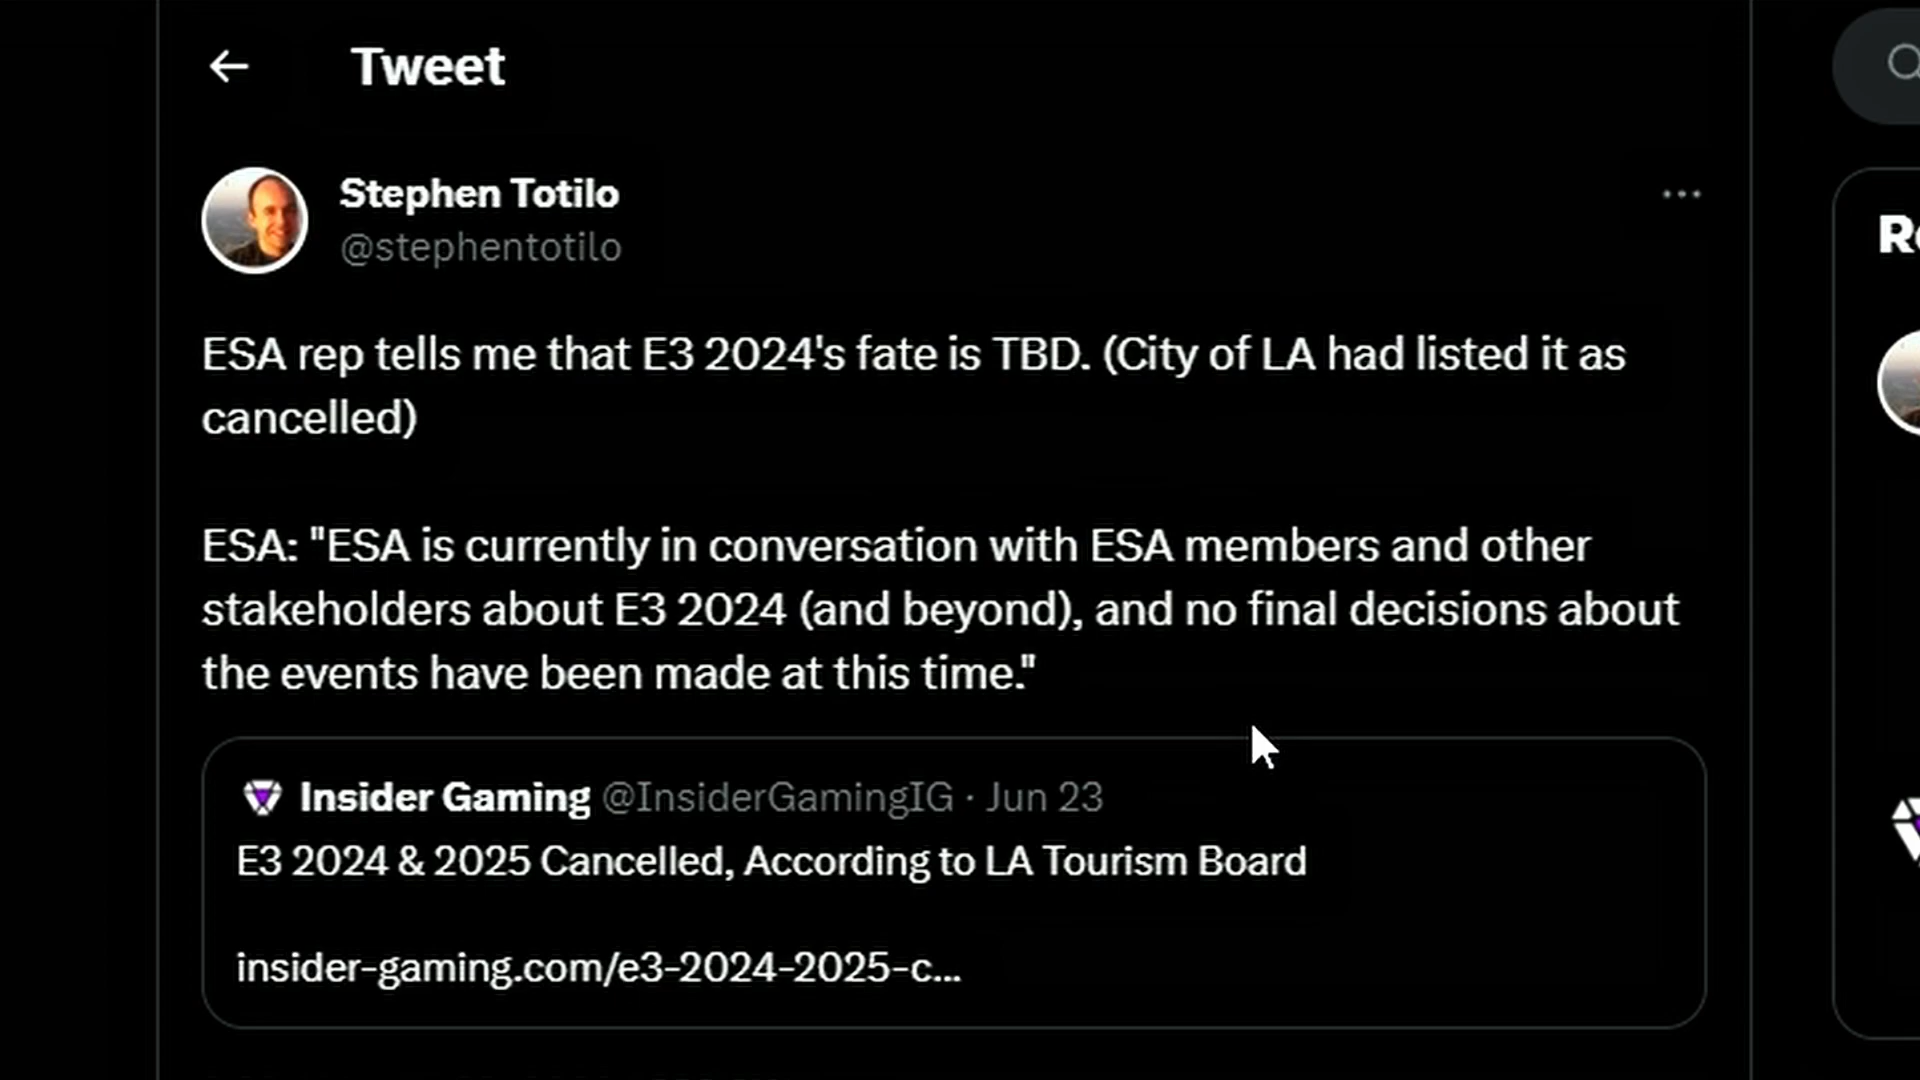 Tweet
Stephen Totilo
@stephentotilo
ESA rep tells me that E3 2024's fate is TBD. (City of LA had listed it as
cancelled)
ESA: "ESA is currently in conversation with ESA members and other
stakeholders about E3 2024 (and beyond), and no final decisions about
the events have been made at this time."
Insider Gaming @InsiderGamingIG · Jun 23
E3 2024 & 2025 Cancelled, According to LA Tourism Board
insider-gaming.com/e3-2024-2025-c...